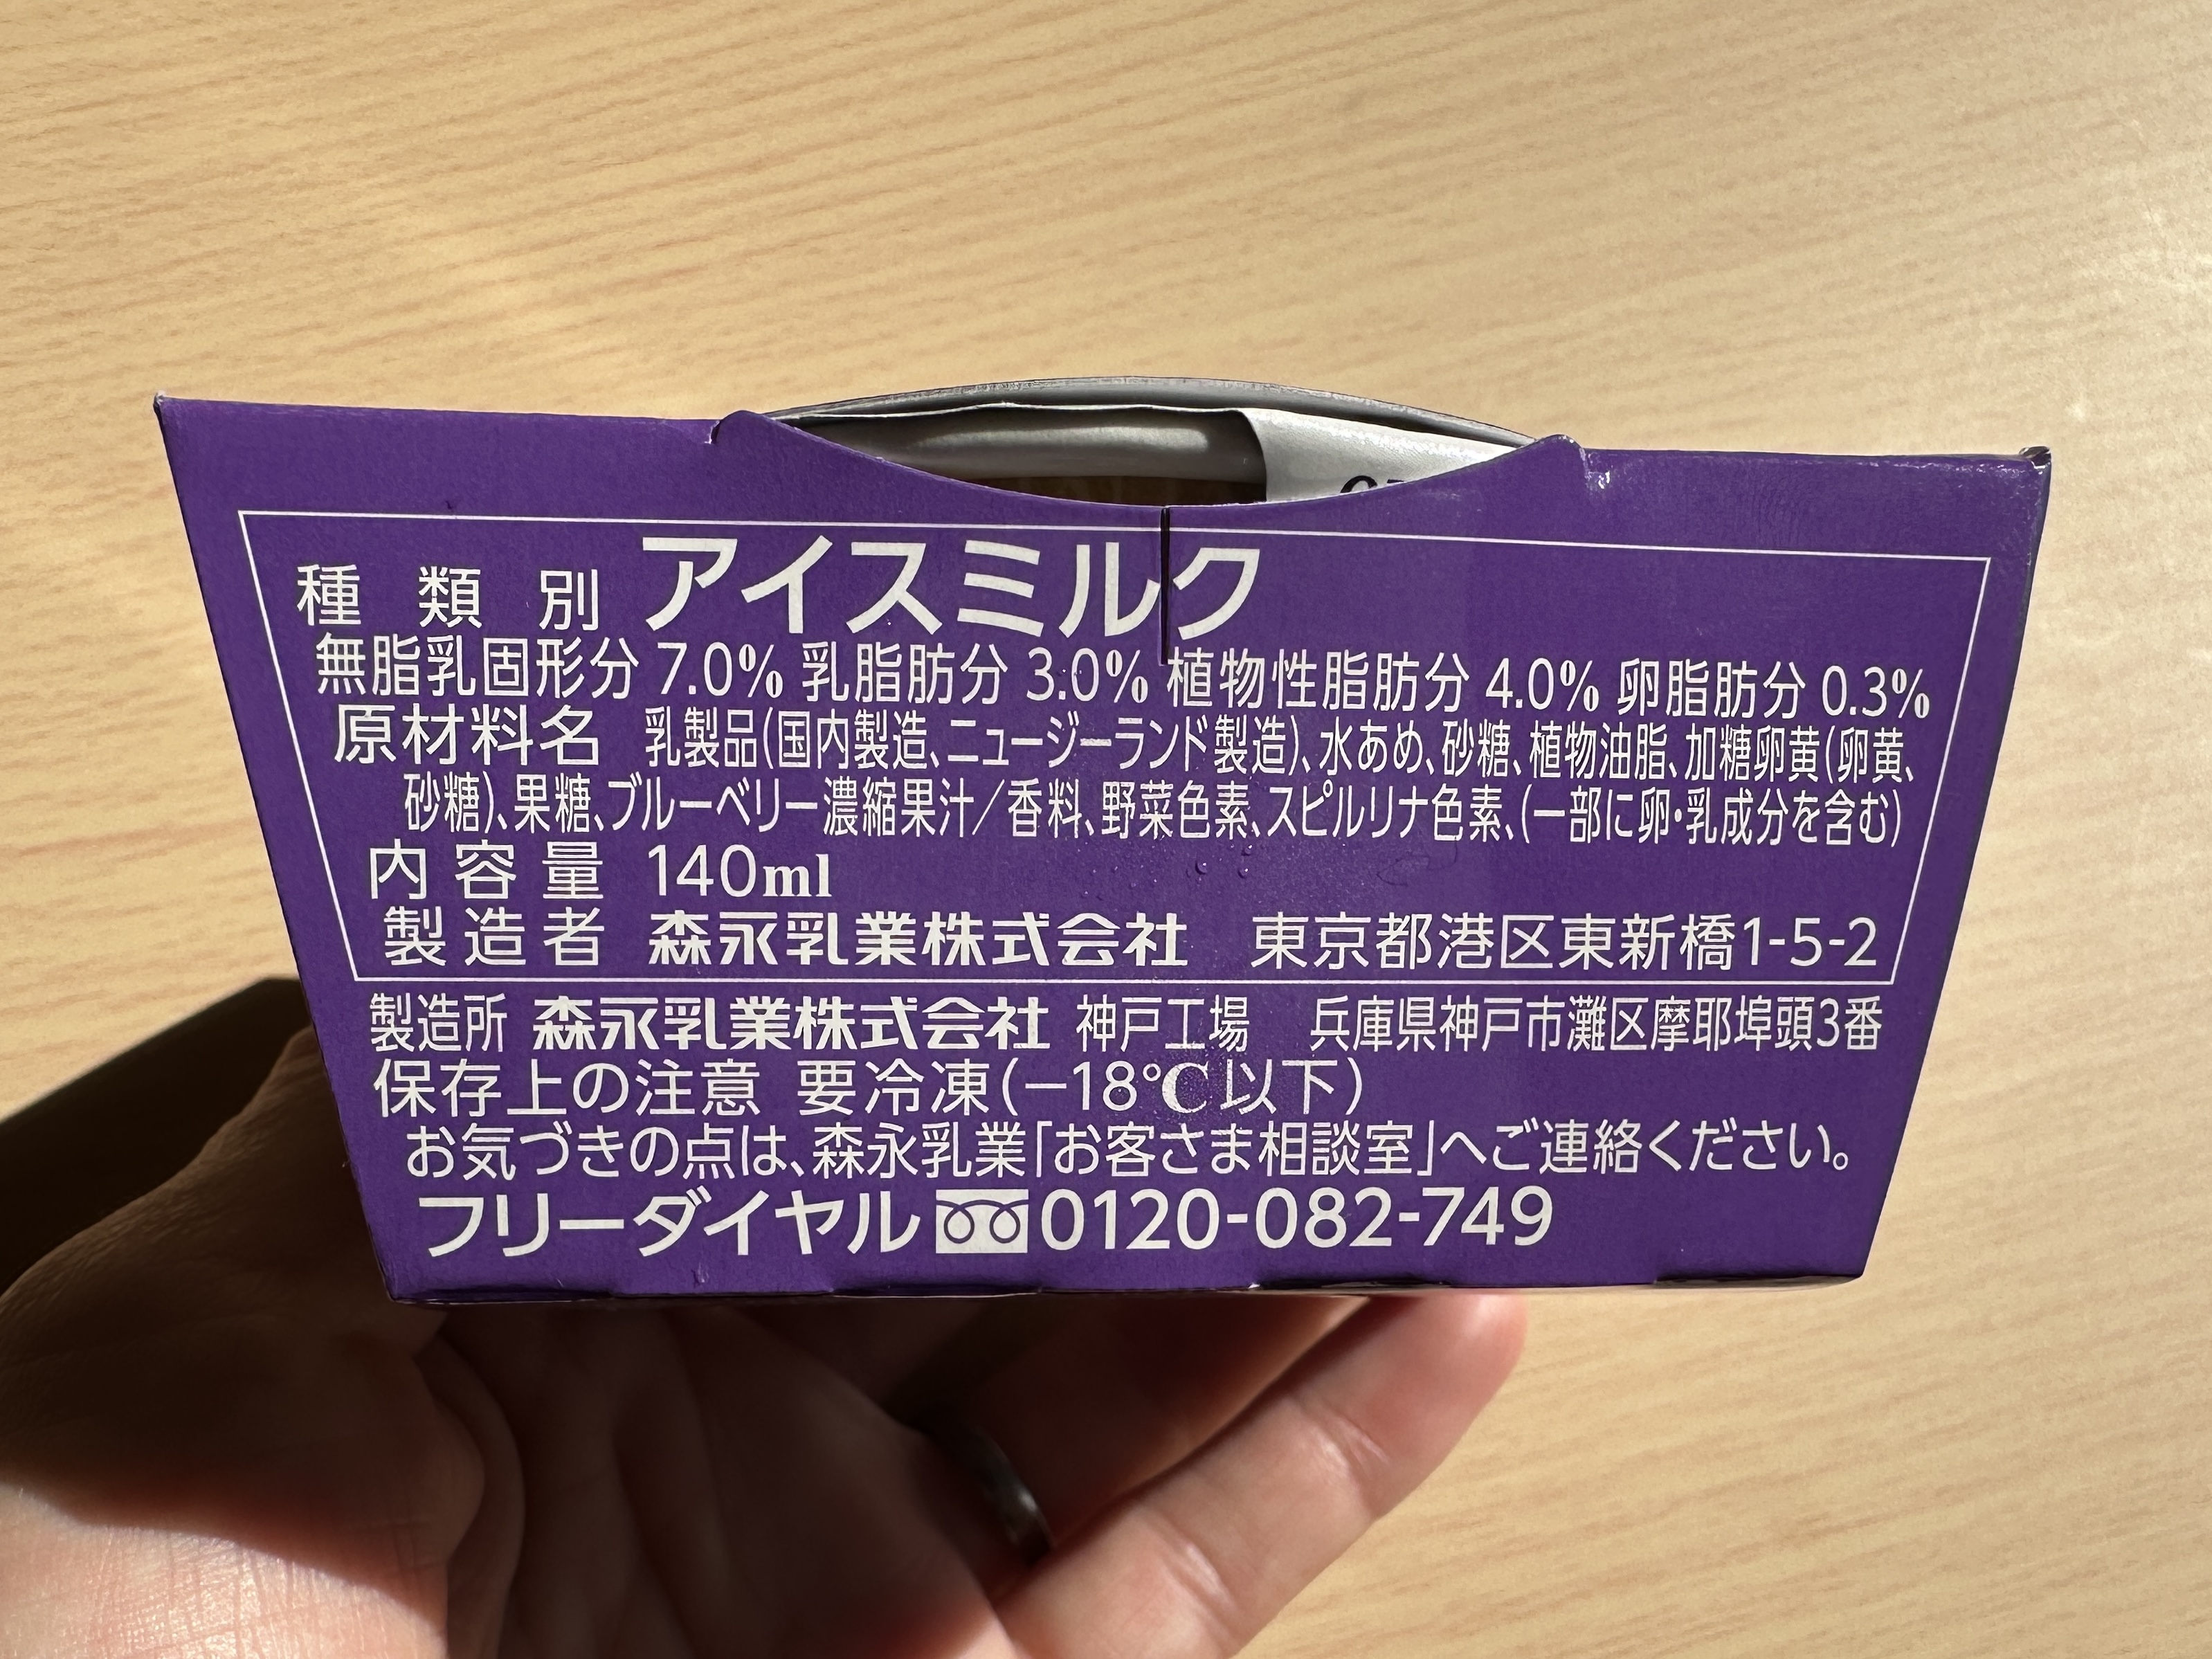 種類別 アイスミルク
無脂乳固形分 7.0% 乳脂肪分 3.0% 植物性脂肪分 4.0% 卵脂肪分 0.3%
原材料名 乳製品(国内製造、ニュージーランド製造)、水あめ、砂糖、植物油脂、加糖卵黄(卵黄、
砂糖)、果糖、ブルーベリー濃縮果汁／香料、野菜色素、スピルリナ色素、(一部に卵・乳成分を含む)
内容量 140ml
製造者 森永乳業株式会社 東京都港区東新橋1-5-2
製造所 森永乳業株式会社 神戸工場 兵庫県神戸市灘区摩耶埠頭3番
保存上の注意 要冷凍(−18℃以下)
お気づきの点は、森永乳業「お客さま相談室」へご連絡ください。
フリーダイヤル 0120-082-749